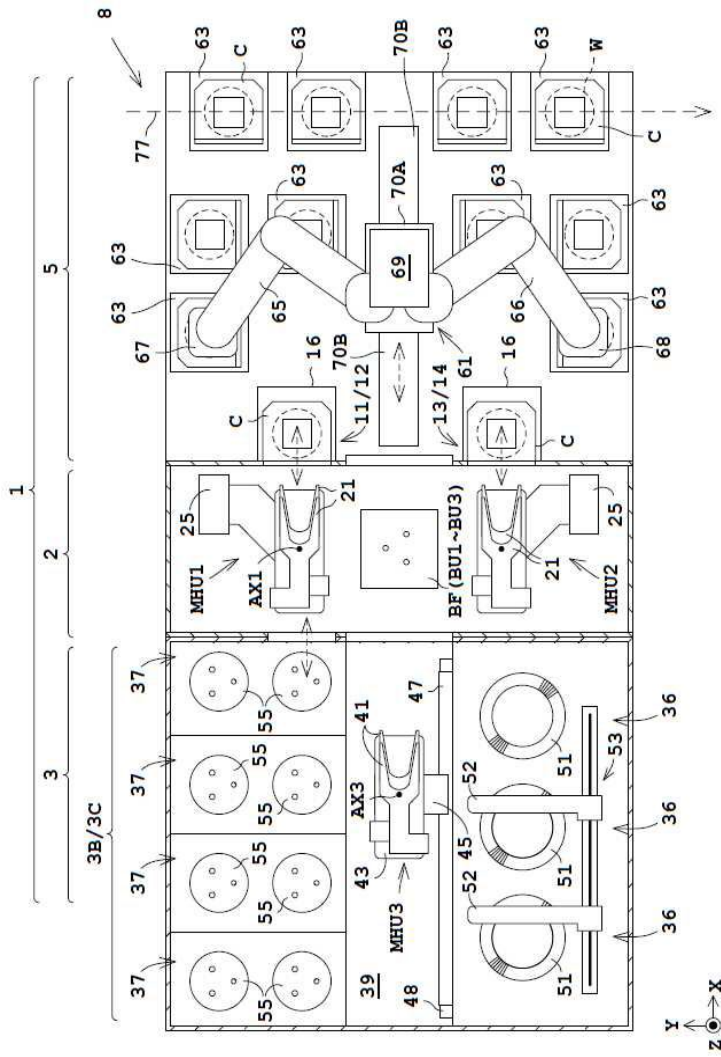 1
3 2 5
3B/3C
37 37 37 37 MHU1 25 67 63 63 77 8
63 C 63
55 55 55 55 AX1 21 C 16 65 63 63
55 55 55 55 11/12 70B
39 48 MHU3 43 AX3 41 BF(BU1~BU3) 69 70A 70B
45 47 13/14 61
52 52 C 16 66 63 63
51 51 51 21 68 63 63 W
36 36 53 36 MHU2 25 C
Z X Y